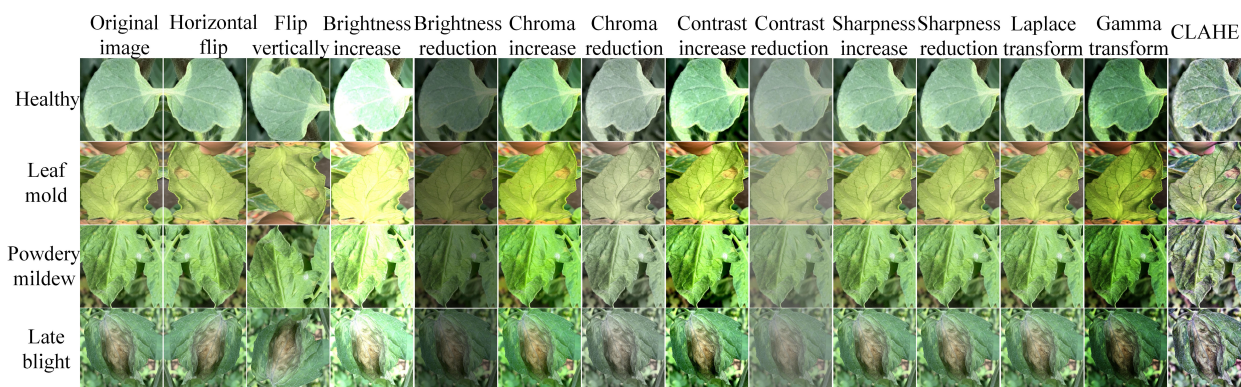 Original image
Horizontal flip
Flip vertically
Brightness increase
Brightness reduction
Chroma increase
Chroma reduction
Contrast increase
Contrast reduction
Sharpness increase
Sharpness reduction
Laplace transform
Gamma transform
CLAHE
Healthy
Leaf
mold
Powdery
mildew
Late
blight